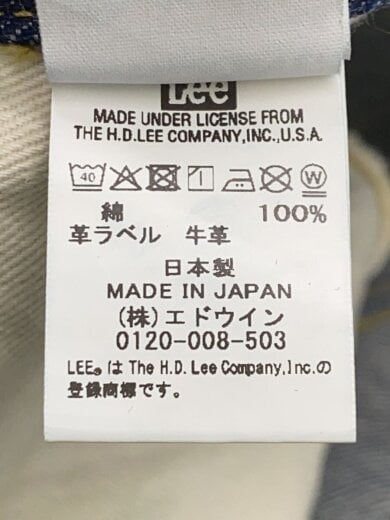 Lee
MADE UNDER LICENSE FROM
THE H.D.LEE COMPANY,INC.,U.S.A.
40 W
綿 100%
革ラベル 牛革
日本製
MADE IN JAPAN
(株)エドウイン
0120-008-503
LEE® は The H.D. Lee Company,Inc.の
登録商標です。